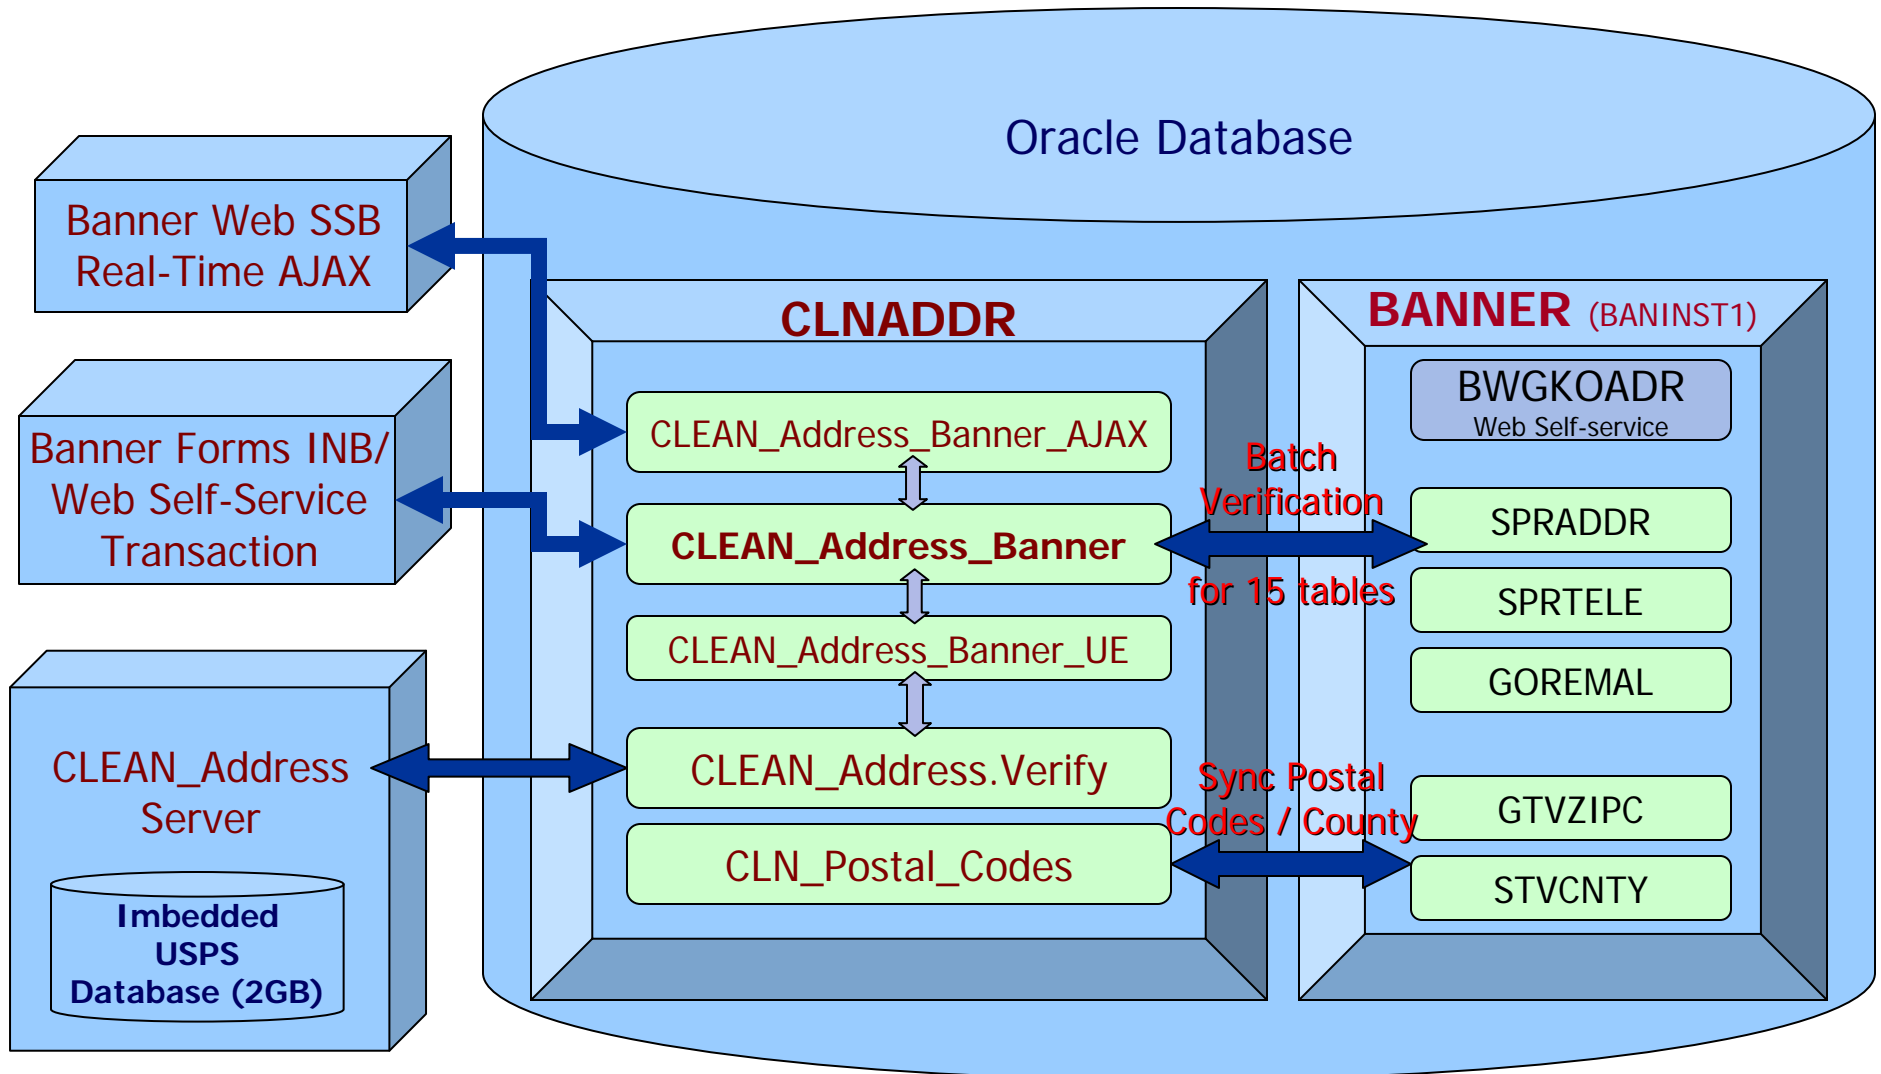 Oracle Database
Banner Web SSB
Real-Time AJAX
Banner Forms INB/
Web Self-Service
Transaction
CLEAN_Address
Server
Imbedded
USPS
Database (2GB)
CLNADDR
CLEAN_Address_Banner_AJAX
CLEAN_Address_Banner
CLEAN_Address_Banner_UE
CLEAN_Address.Verify
CLN_Postal_Codes
Batch
Verification
for 15 tables
Sync Postal
Codes / County
BANNER (BANINST1)
BWGKOADR
Web Self-service
SPRADDR
SPRTELE
GOREMAL
GTVZIPC
STVCNTY